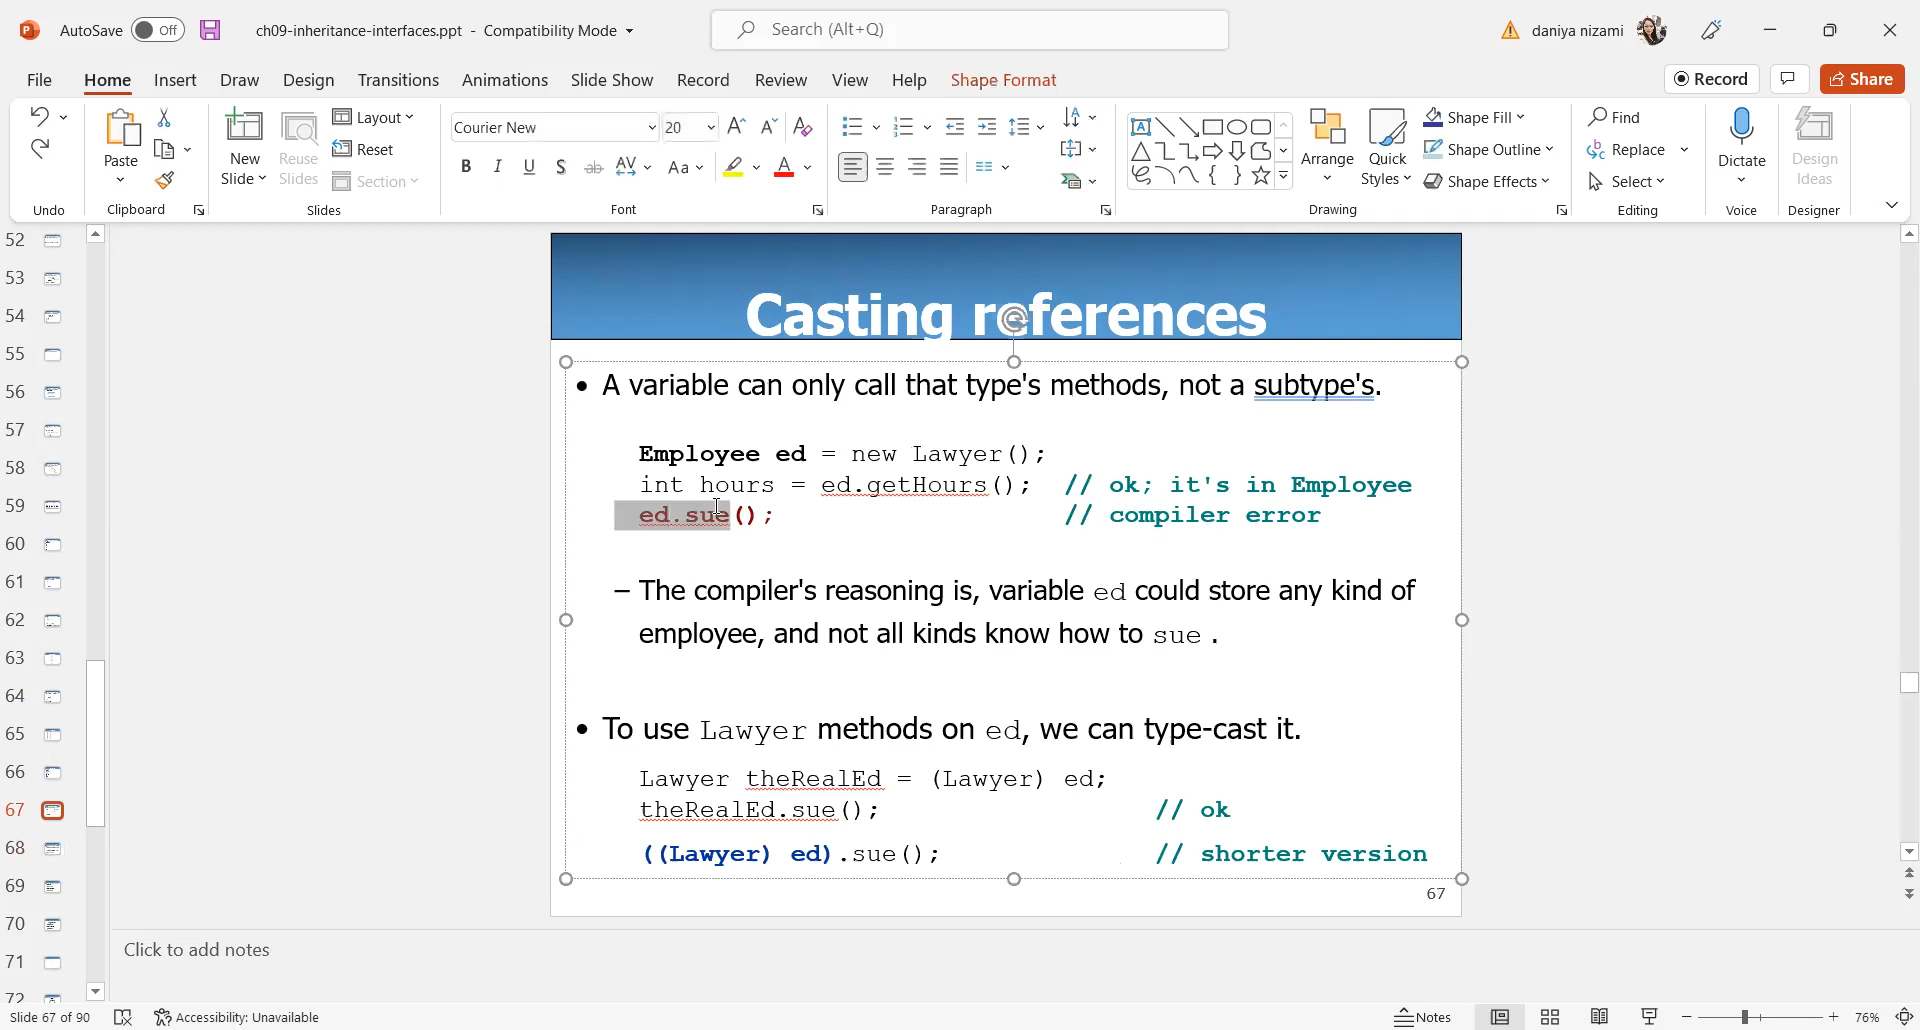 AutoSave Off ch09-inheritance-interfaces.ppt - Compatibility Mode Search (Alt+Q) daniya nizami
File Home Insert Draw Design Transitions Animations Slide Show Record Review View Help Shape Format Record Share
Paste New Slide Reuse Slides Layout Reset Section
Courier New 20
B I U S ab AV Aa A
Arrange Quick Styles Shape Fill Shape Outline Shape Effects
Find Replace Select Dictate Design Ideas
Undo Clipboard Slides Font Paragraph Drawing Editing Voice Designer
52
53
54
55
56
57
58
59
60
61
62
63
64
65
66
67
68
69
70
71
72
Casting references
• A variable can only call that type's methods, not a subtype's.
Employee ed = new Lawyer();
int hours = ed.getHours(); // ok; it's in Employee
ed.sue(); // compiler error
– The compiler's reasoning is, variable ed could store any kind of
employee, and not all kinds know how to sue .
• To use Lawyer methods on ed, we can type-cast it.
Lawyer theRealEd = (Lawyer) ed;
theRealEd.sue(); // ok
((Lawyer) ed).sue(); // shorter version
67
Click to add notes
Slide 67 of 90 Accessibility: Unavailable Notes 76%